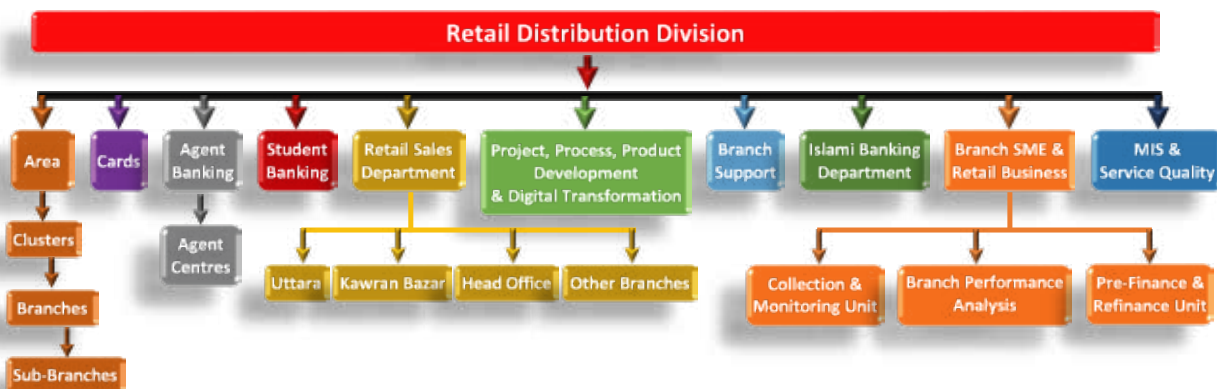 Retail Distribution Division
Area
Cards
Agent
Banking
Student
Banking
Retail Sales
Department
Project, Process, Product
Development
& Digital Transformation
Branch
Support
Islami Banking
Department
Branch SME &
Retail Business
MIS &
Service Quality
Clusters
Branches
Sub-Branches
Agent
Centres
Uttara
Kawran Bazar
Head Office
Other Branches
Collection &
Monitoring Unit
Branch Performance
Analysis
Pre-Finance &
Refinance Unit